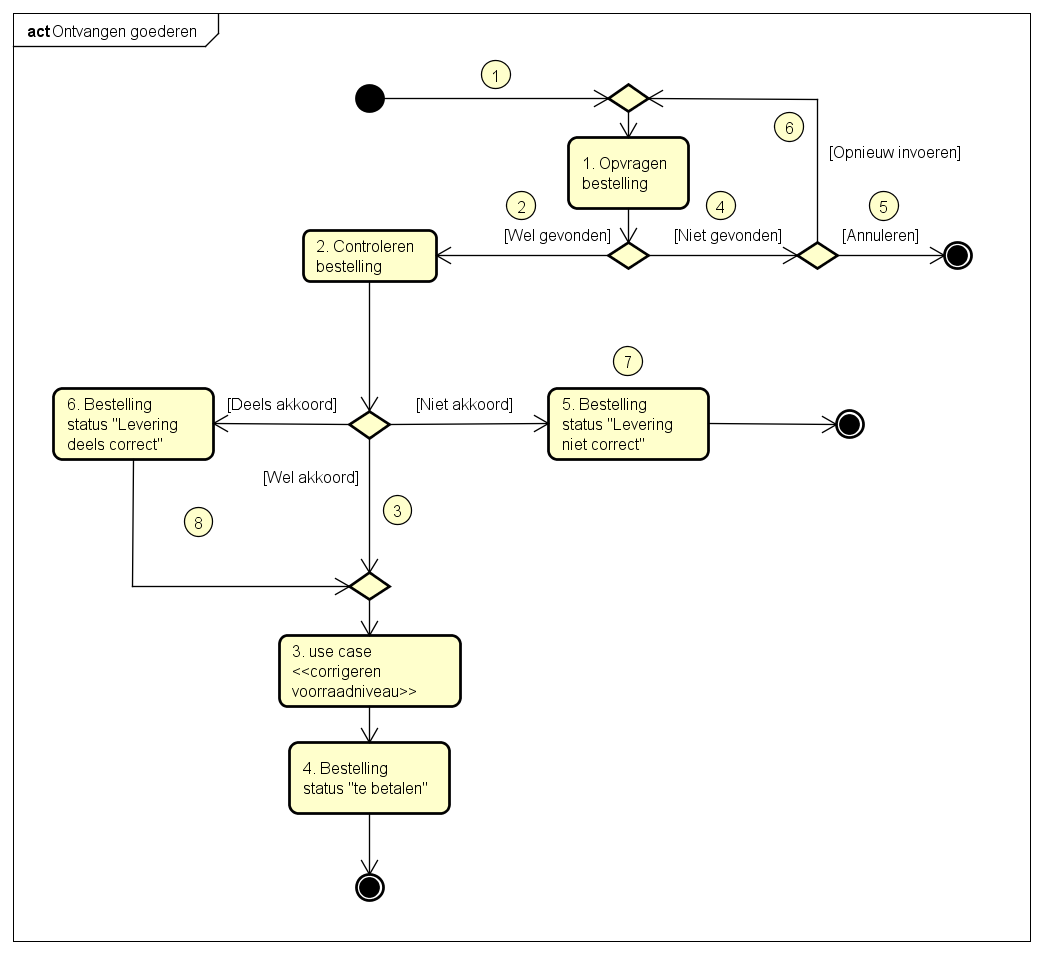 act Ontvangen goederen
1
6
[Opnieuw invoeren]
1. Opvragen
bestelling
2
4
5
[Wel gevonden]
[Niet gevonden]
[Annuleren]
2. Controleren
bestelling
7
6. Bestelling
status "Levering
deels correct"
[Deels akkoord]
[Niet akkoord]
5. Bestelling
status "Levering
niet correct"
[Wel akkoord]
3
8
3. use case
<<corrigeren
voorraadniveau>>
4. Bestelling
status "te betalen"